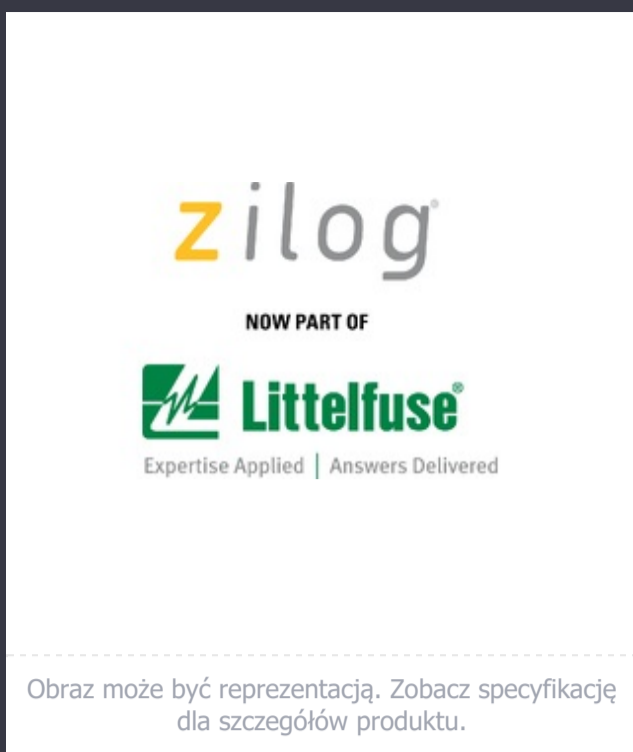 zilog®
NOW PART OF
Littelfuse®
Expertise Applied | Answers Delivered
Obraz może być reprezentacją. Zobacz specyfikację
dla szczegółów produktu.